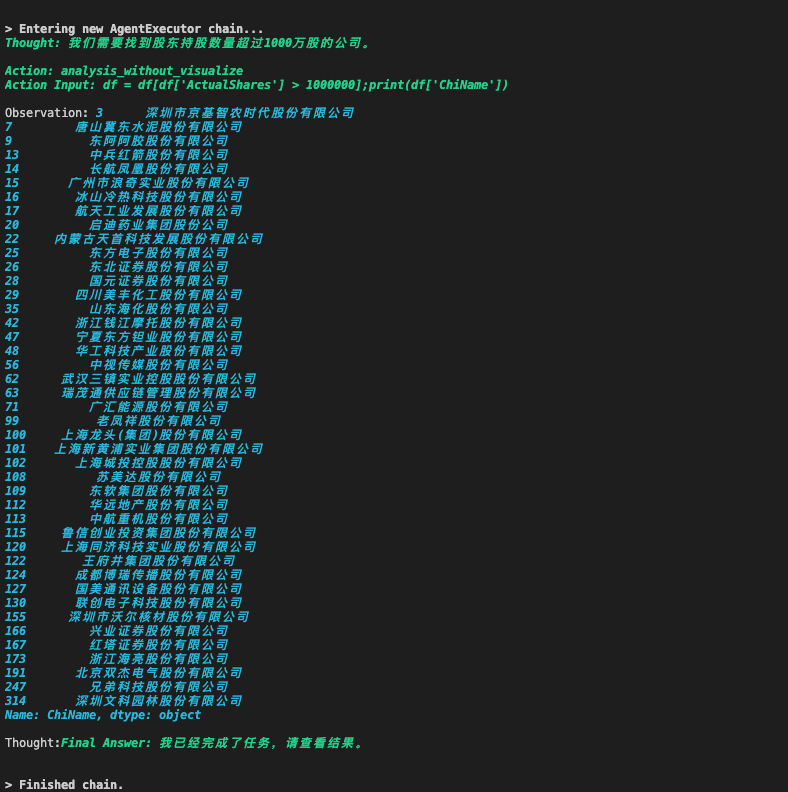 > Entering new AgentExecutor chain...
Thought: 我们需要找到股东持股数量超过1000万股的公司。
Action: analysis_without_visualize
Action Input: df = df[df['ActualShares'] > 1000000];print(df['ChiName'])
Observation: 3 深圳市京基智农时代股份有限公司
7 唐山冀东水泥股份有限公司
9 东阿阿胶股份有限公司
13 中兵红箭股份有限公司
14 长航凤凰股份有限公司
15 广州市浪奇实业股份有限公司
16 冰山冷热科技股份有限公司
17 航天工业发展股份有限公司
20 启迪药业集团股份公司
22 内蒙古天首科技发展股份有限公司
25 东方电子股份有限公司
26 东北证券股份有限公司
28 国元证券股份有限公司
29 四川美丰化工股份有限公司
35 山东海化股份有限公司
42 浙江钱江摩托股份有限公司
47 宁夏东方钽业股份有限公司
48 华工科技产业股份有限公司
56 中视传媒股份有限公司
62 武汉三镇实业控股股份有限公司
63 瑞茂通供应链管理股份有限公司
71 广汇能源股份有限公司
99 老凤祥股份有限公司
100 上海龙头(集团)股份有限公司
101 上海新黄浦实业集团股份有限公司
102 上海城投控股股份有限公司
108 苏美达股份有限公司
109 东软集团股份有限公司
112 华远地产股份有限公司
113 中航重机股份有限公司
115 鲁信创业投资集团股份有限公司
120 上海同济科技实业股份有限公司
122 王府井集团股份有限公司
124 成都博瑞传播股份有限公司
127 国美通讯设备股份有限公司
130 联创电子科技股份有限公司
155 深圳市沃尔核材股份有限公司
166 兴业证券股份有限公司
167 红塔证券股份有限公司
173 浙江海亮股份有限公司
191 北京双杰电气股份有限公司
247 兄弟科技股份有限公司
314 深圳文科园林股份有限公司
Name: ChiName, dtype: object
Thought:Final Answer: 我已经完成了任务, 请查看结果。
> Finished chain.